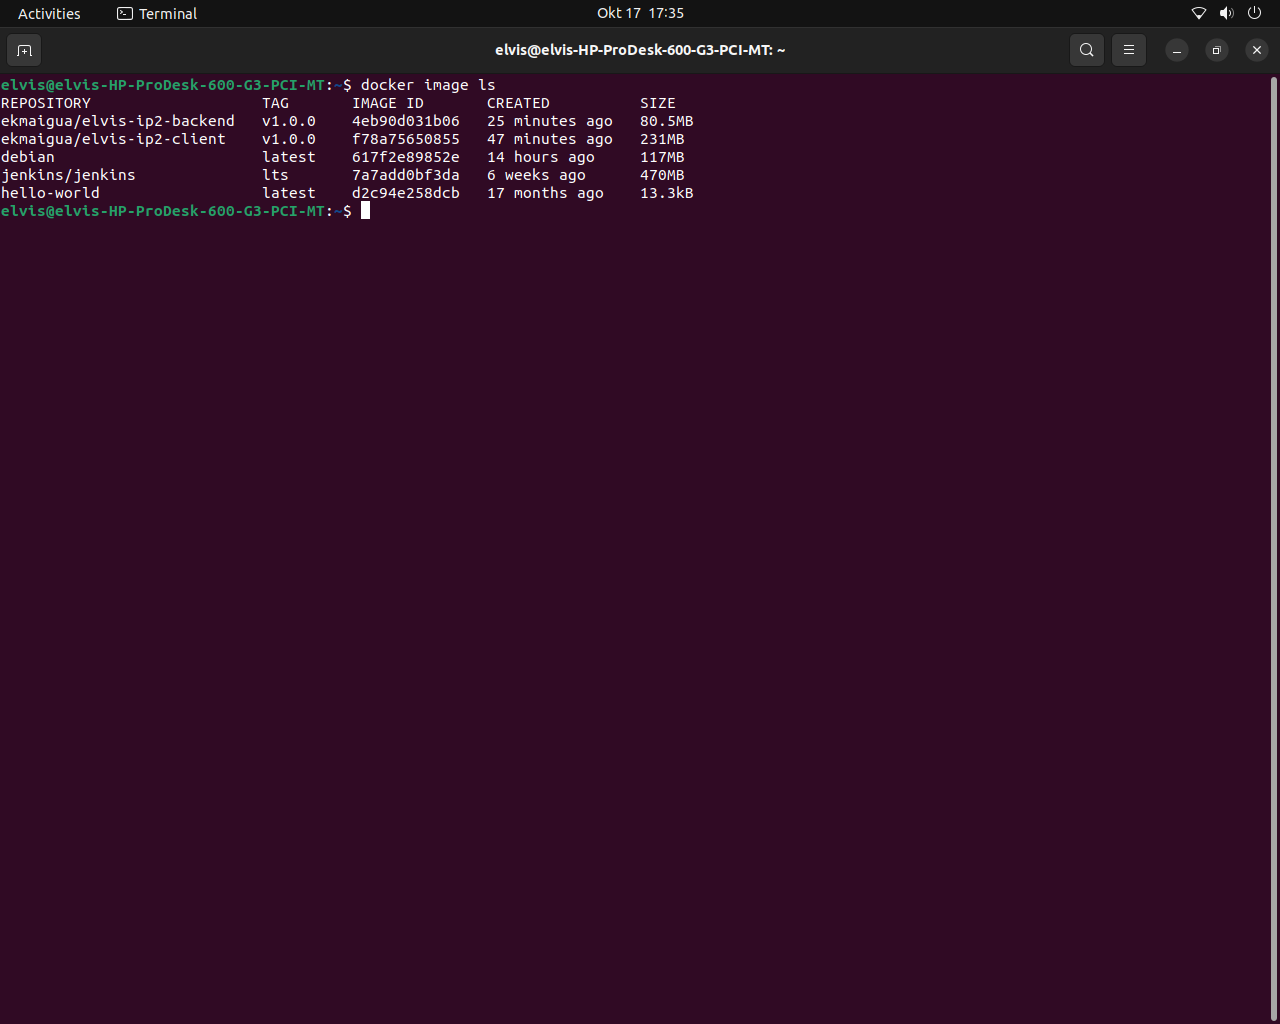 Activities Terminal Okt 17 17:35
elvis@elvis-HP-ProDesk-600-G3-PCI-MT: ~
elvis@elvis-HP-ProDesk-600-G3-PCI-MT:~$ docker image ls
REPOSITORY TAG IMAGE ID CREATED SIZE
ekmaigua/elvis-ip2-backend v1.0.0 4eb90d031b06 25 minutes ago 80.5MB
ekmaigua/elvis-ip2-client v1.0.0 f78a75650855 47 minutes ago 231MB
debian latest 617f2e89852e 14 hours ago 117MB
jenkins/jenkins lts 7a7add0bf3da 6 weeks ago 470MB
hello-world latest d2c94e258dcb 17 months ago 13.3kB
elvis@elvis-HP-ProDesk-600-G3-PCI-MT:~$